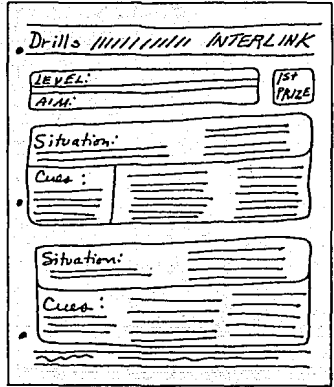 Drills INTERLINK
LEVEL:
AIM:
1st
PRIZE
Situation:
Cues:
Situation:
Cues: